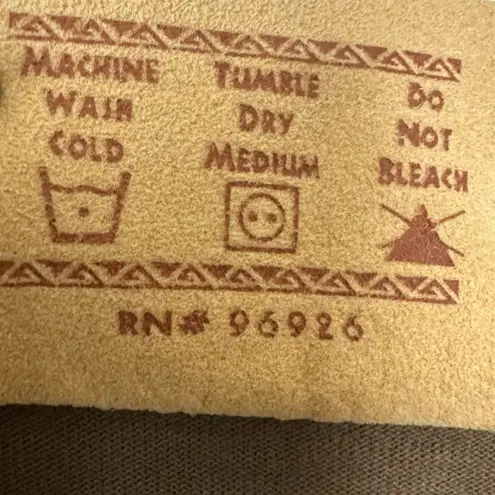 MACHINE
WASH
COLD
TUMBLE
DRY
MEDIUM
DO
NOT
BLEACH
RN# 96926